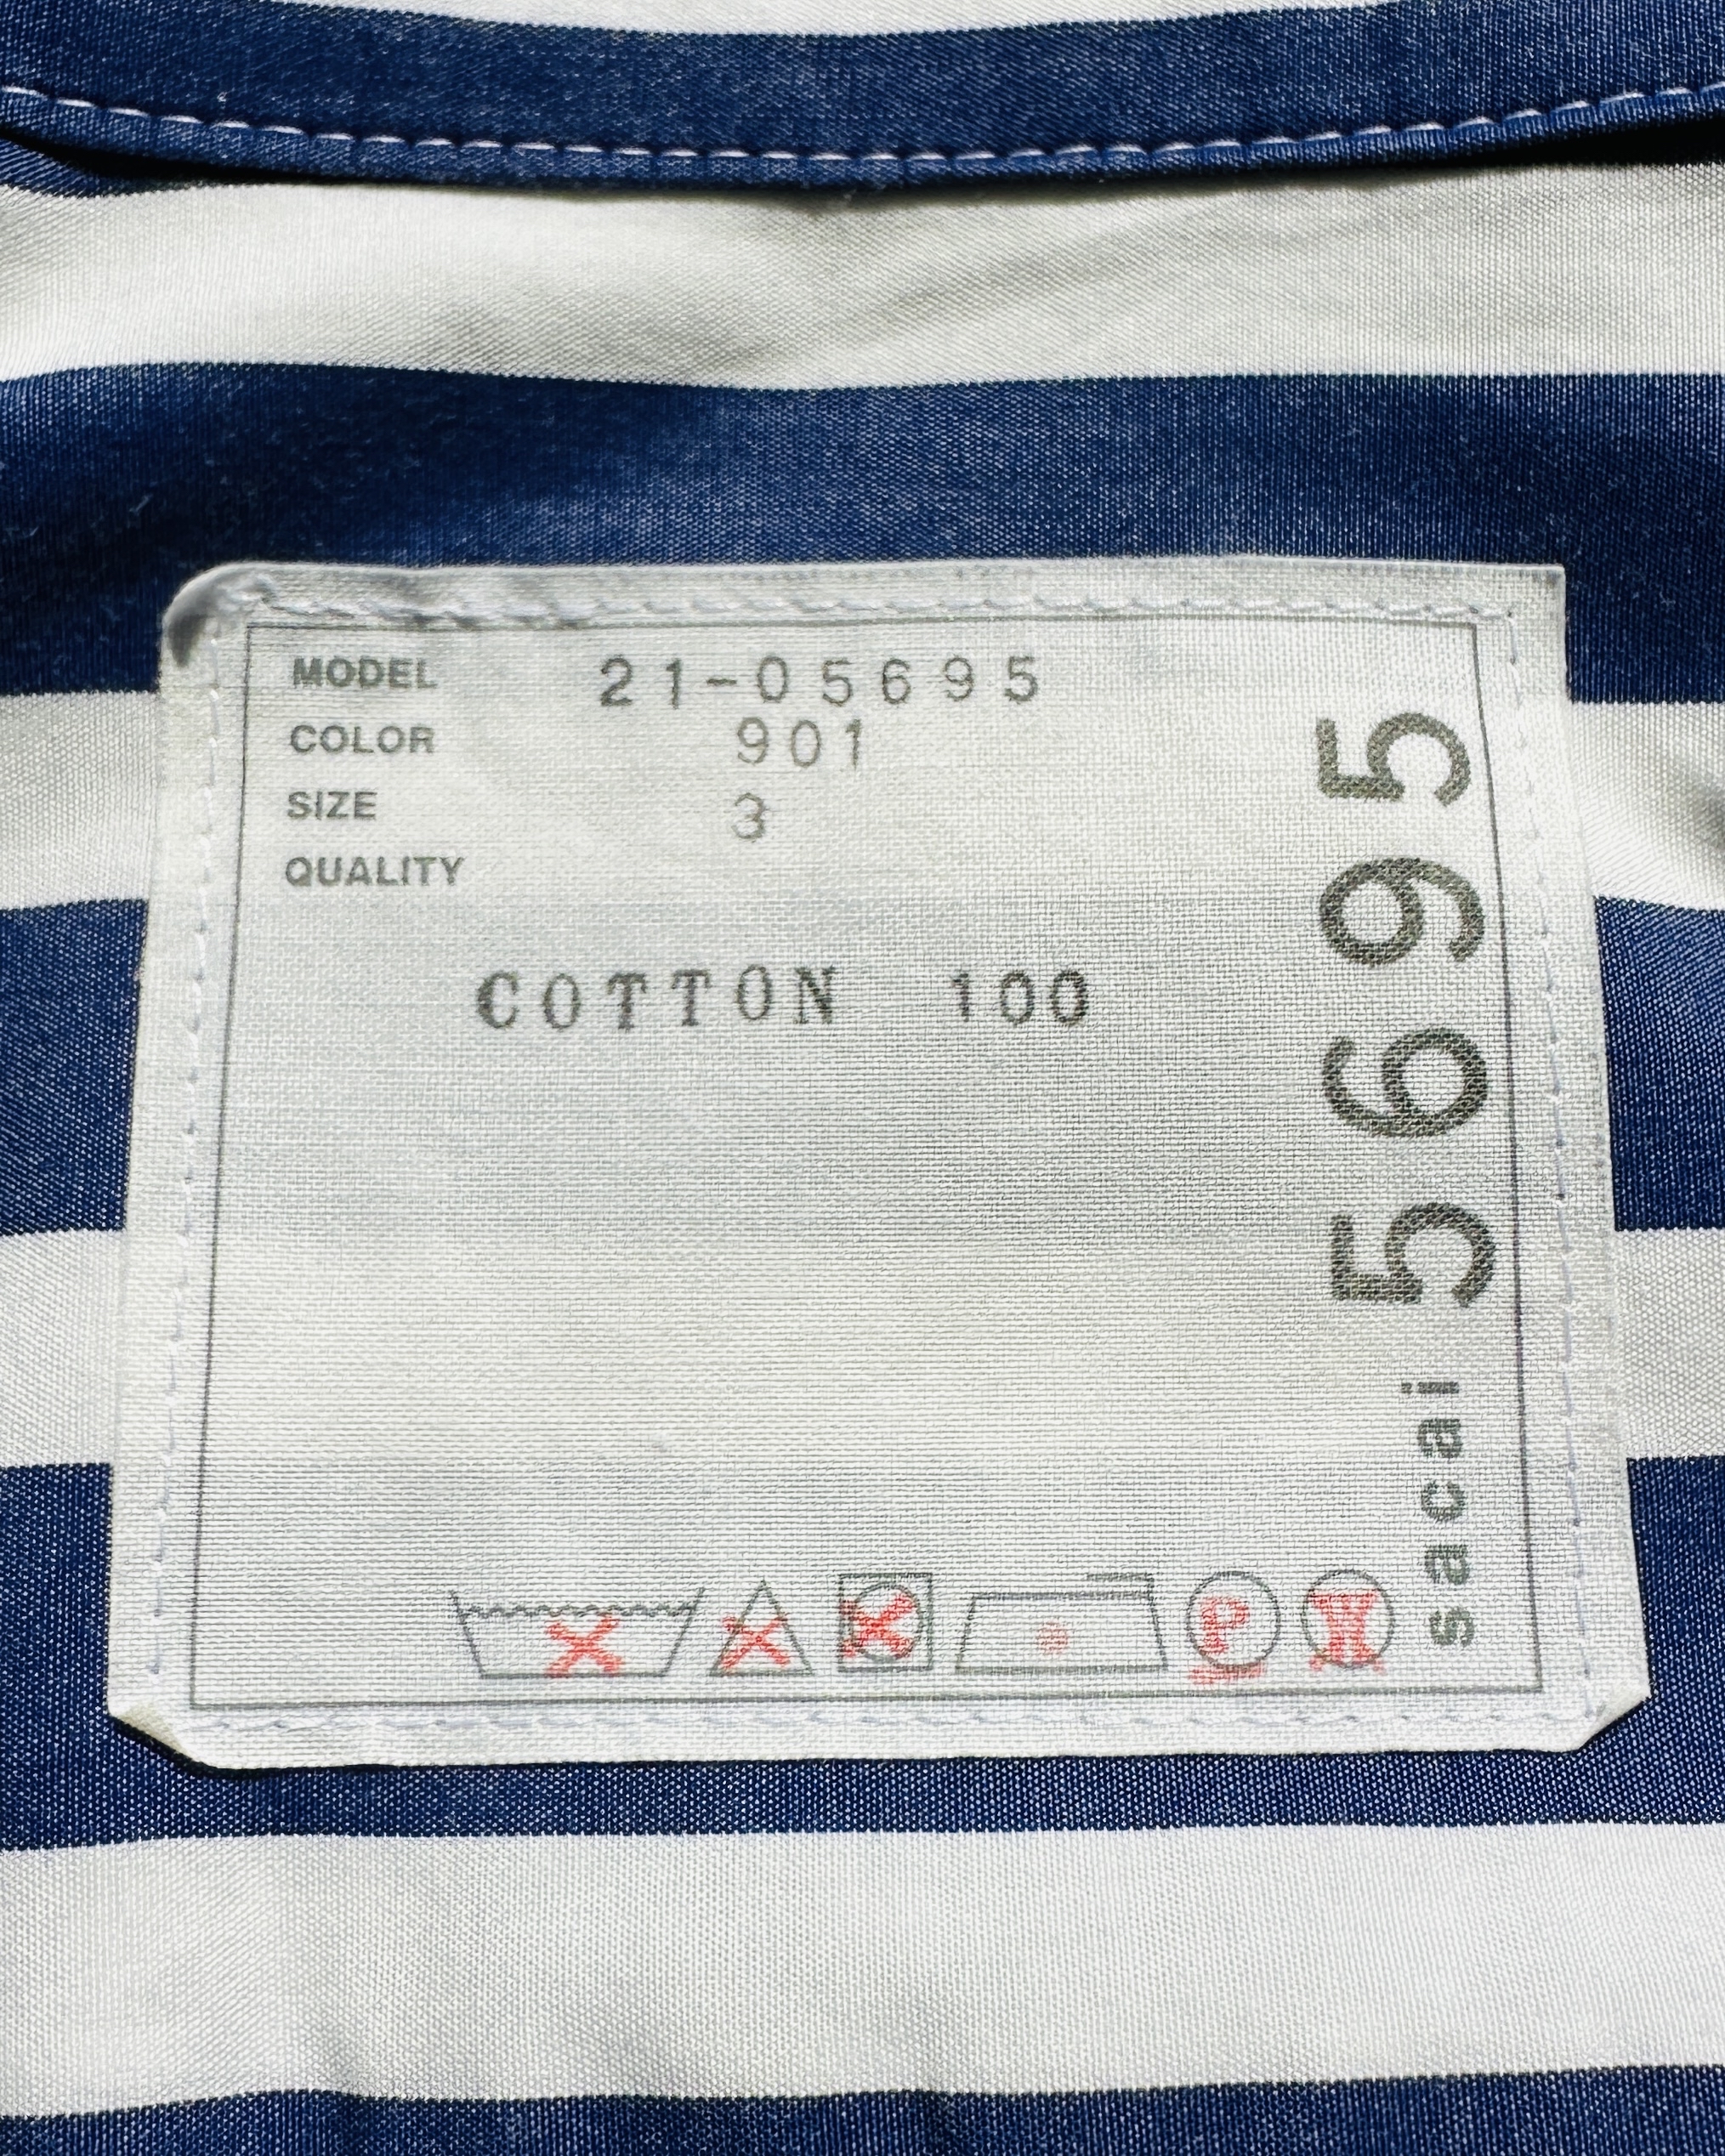 MODEL 21-05695
COLOR 901
SIZE 3
QUALITY
COTTON 100
sacai 5695
P
W